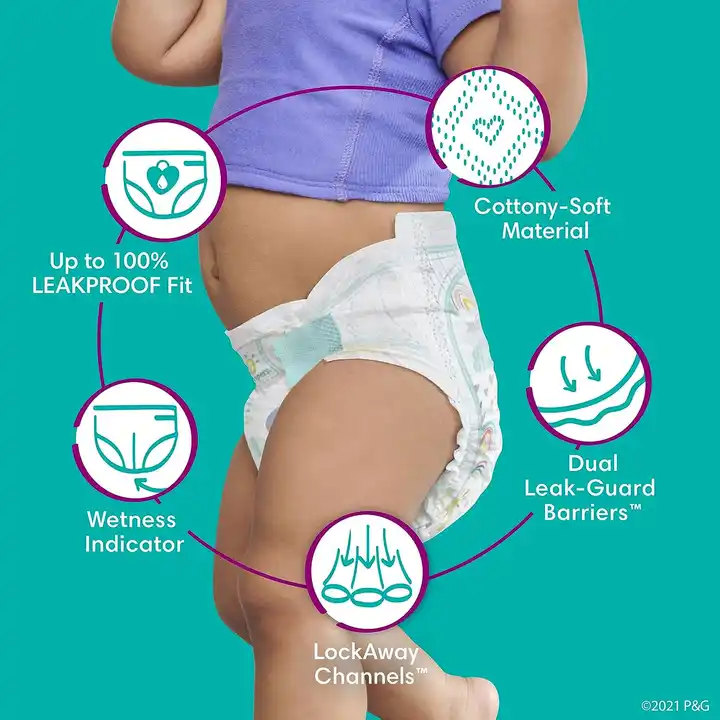 Cottony-Soft
Material
Up to 100%
LEAKPROOF Fit
Dual
Leak-Guard
Barriers™
Wetness
Indicator
LockAway
Channels™
©2021 P&G